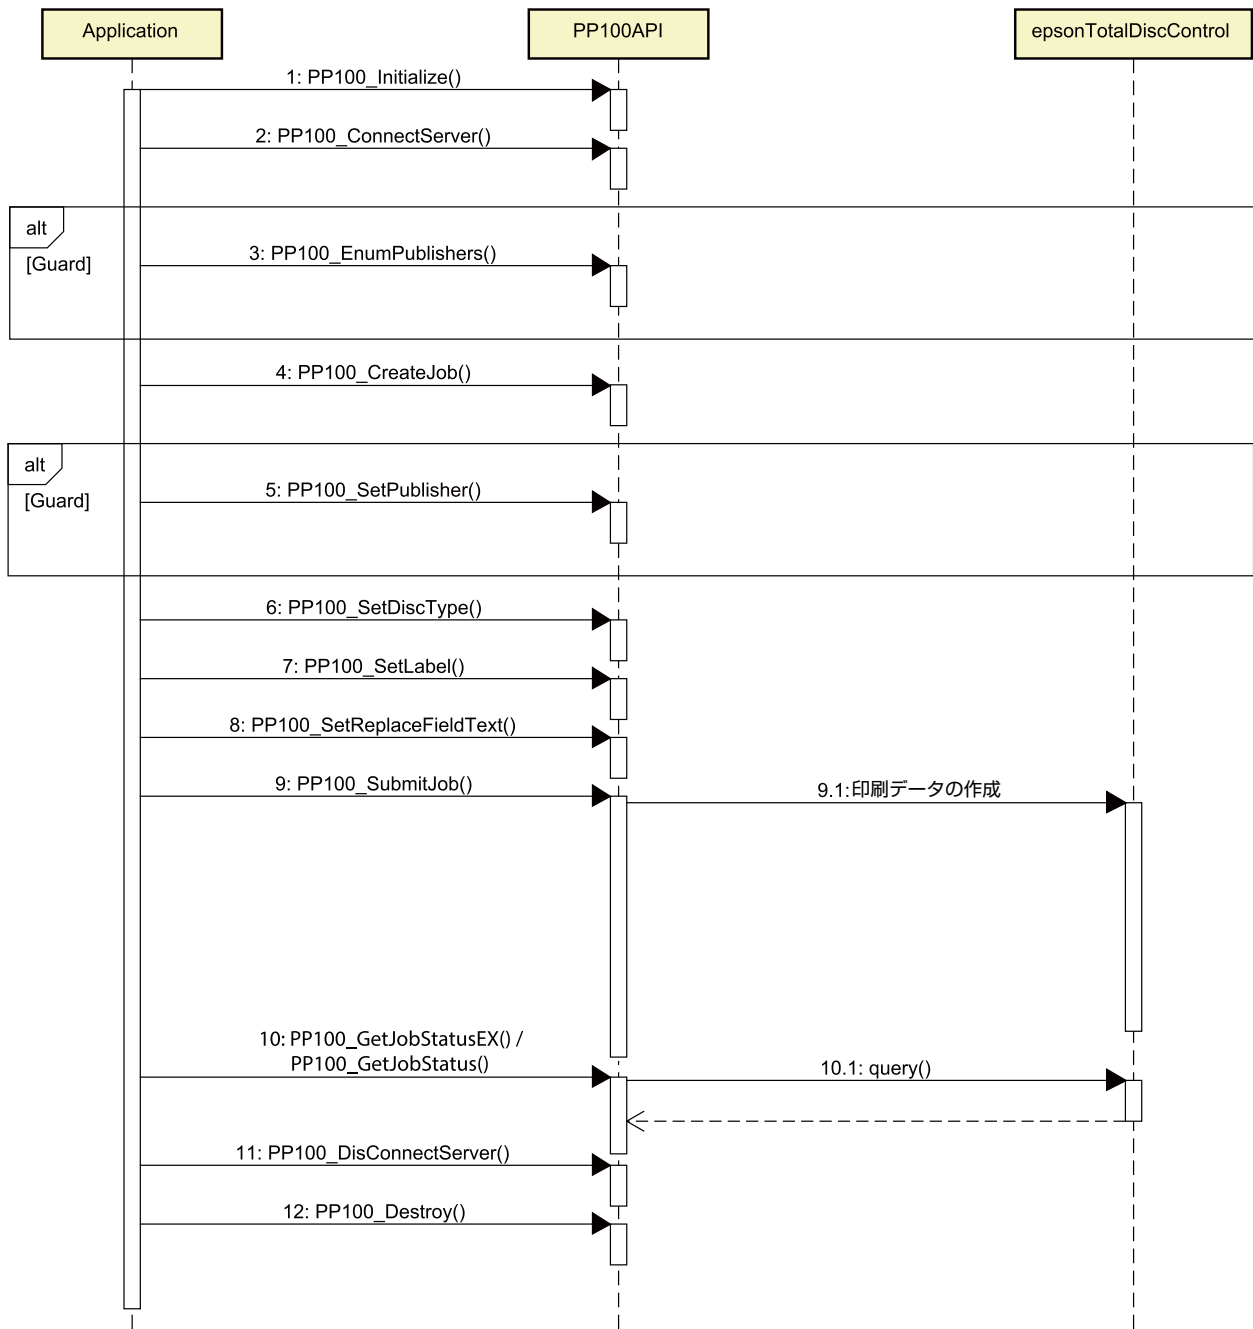 Application
PP100API
epsonTotalDiscControl
1: PP100_Initialize()
2: PP100_ConnectServer()
alt
3: PP100_EnumPublishers()
[Guard]
4: PP100_CreateJob()
alt
5: PP100_SetPublisher()
[Guard]
6: PP100_SetDiscType()
7: PP100_SetLabel()
8: PP100_SetReplaceFieldText()
9: PP100_SubmitJob()
9.1:印刷データの作成
10: PP100_GetJobStatusEX() /
PP100_GetJobStatus()
10.1: query()
11: PP100_DisConnectServer()
12: PP100_Destroy()